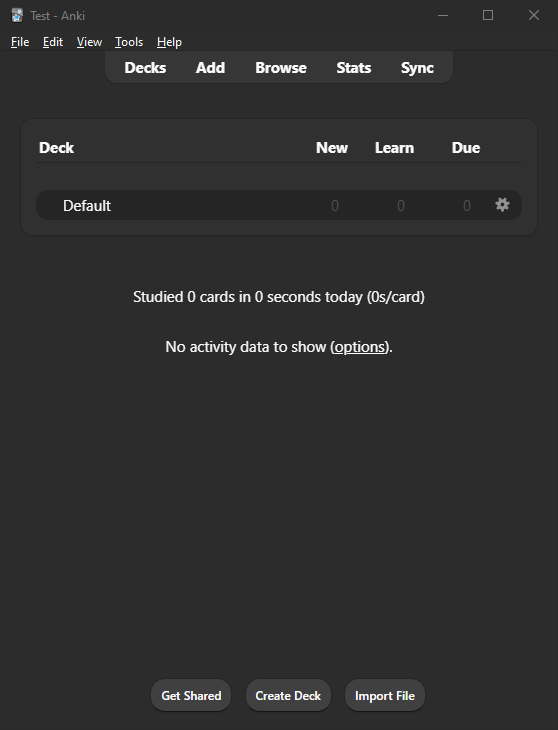 Test - Anki
File Edit View Tools Help
Decks Add Browse Stats Sync
Deck New Learn Due
Default 0 0 0
Studied 0 cards in 0 seconds today (0s/card)
No activity data to show (options).
Get Shared Create Deck Import File